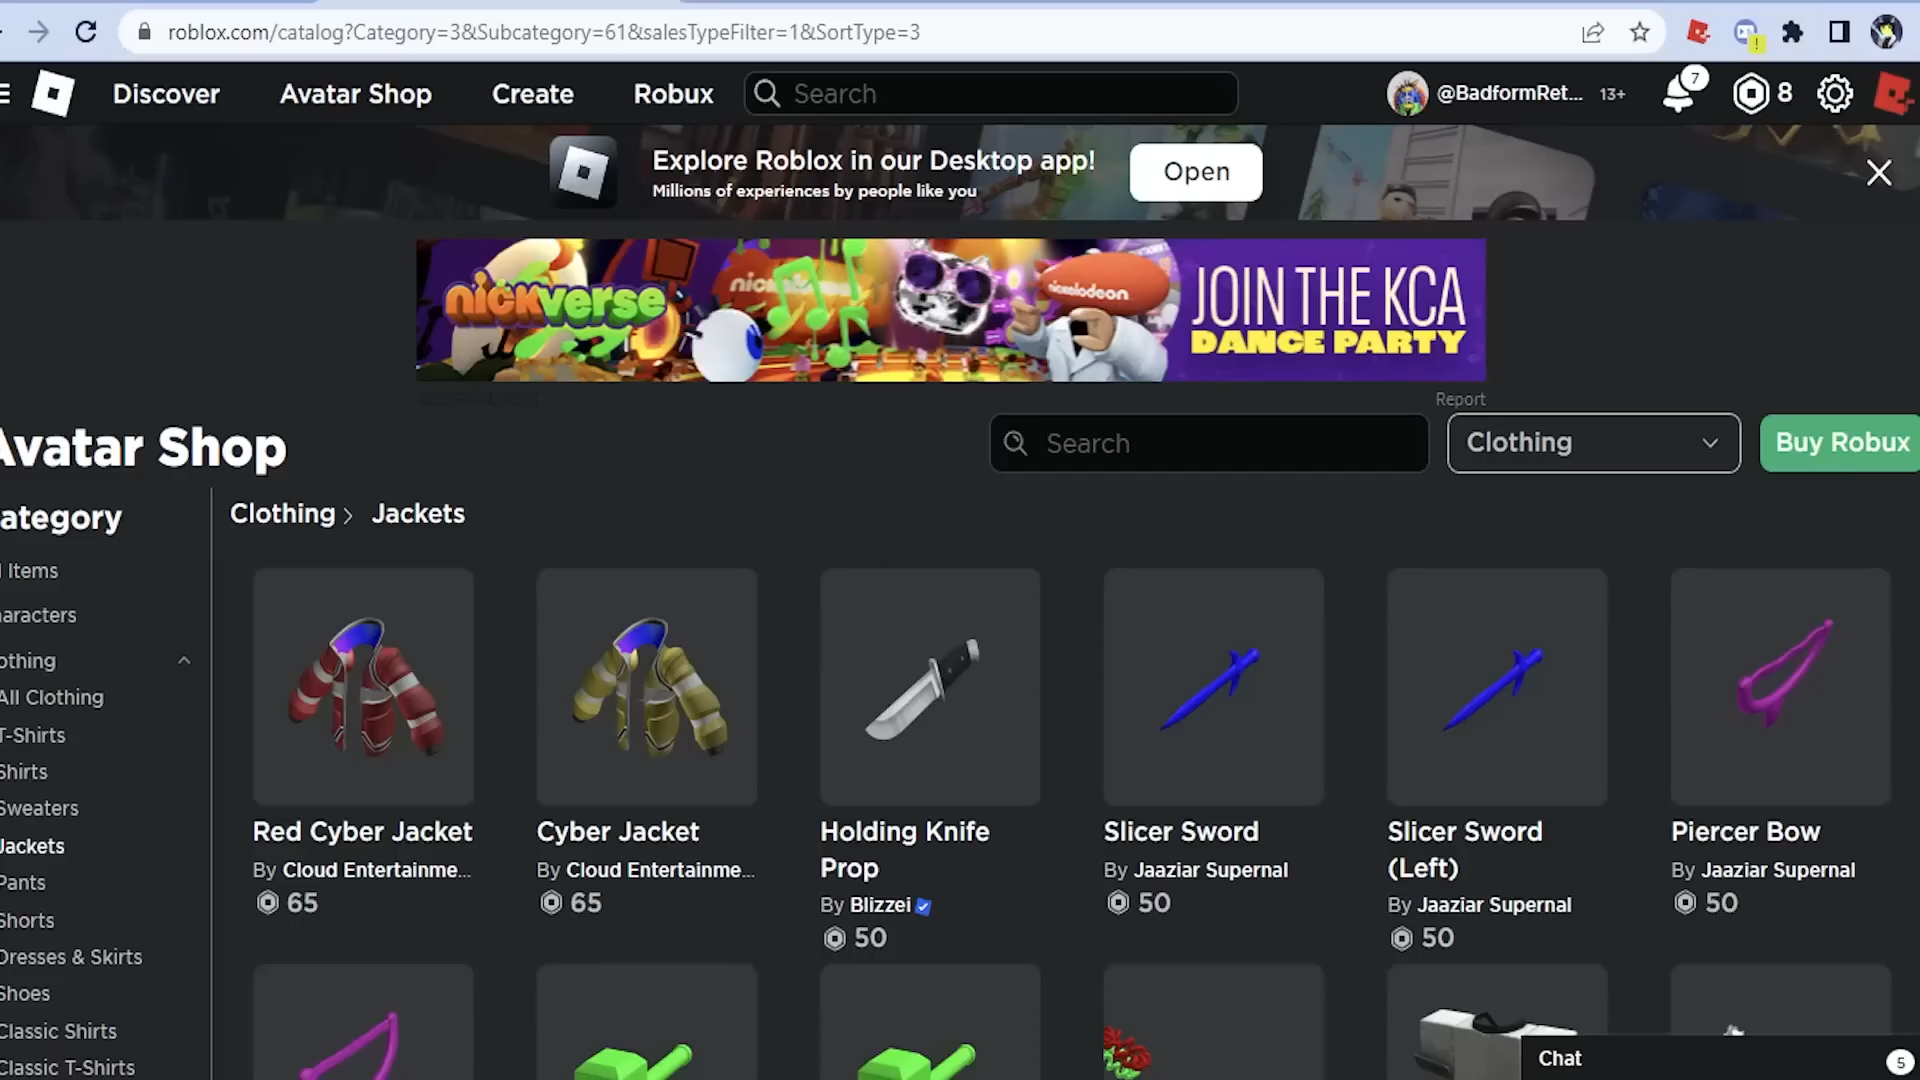 roblox.com/catalog?Category=3&Subcategory=61&salesTypeFilter=1&SortType=3
Discover
Avatar Shop
Create
Robux
Search
@BadformRet...
13+
7
8
Explore Roblox in our Desktop app!
Millions of experiences by people like you
Open
nickverse
nickelodeon
JOIN THE KCA
DANCE PARTY
Report
Avatar Shop
Search
Clothing
Buy Robux
ategory
Clothing
Jackets
Items
aracters
othing
All Clothing
T-Shirts
Shirts
Sweaters
Jackets
Pants
Shorts
Dresses & Skirts
Shoes
Classic Shirts
Classic T-Shirts
Red Cyber Jacket
By Cloud Entertainme...
65
Cyber Jacket
By Cloud Entertainme...
65
Holding Knife
Prop
By Blizzei
50
Slicer Sword
By Jaaziar Supernal
50
Slicer Sword
(Left)
By Jaaziar Supernal
50
Piercer Bow
By Jaaziar Supernal
50
Chat
5